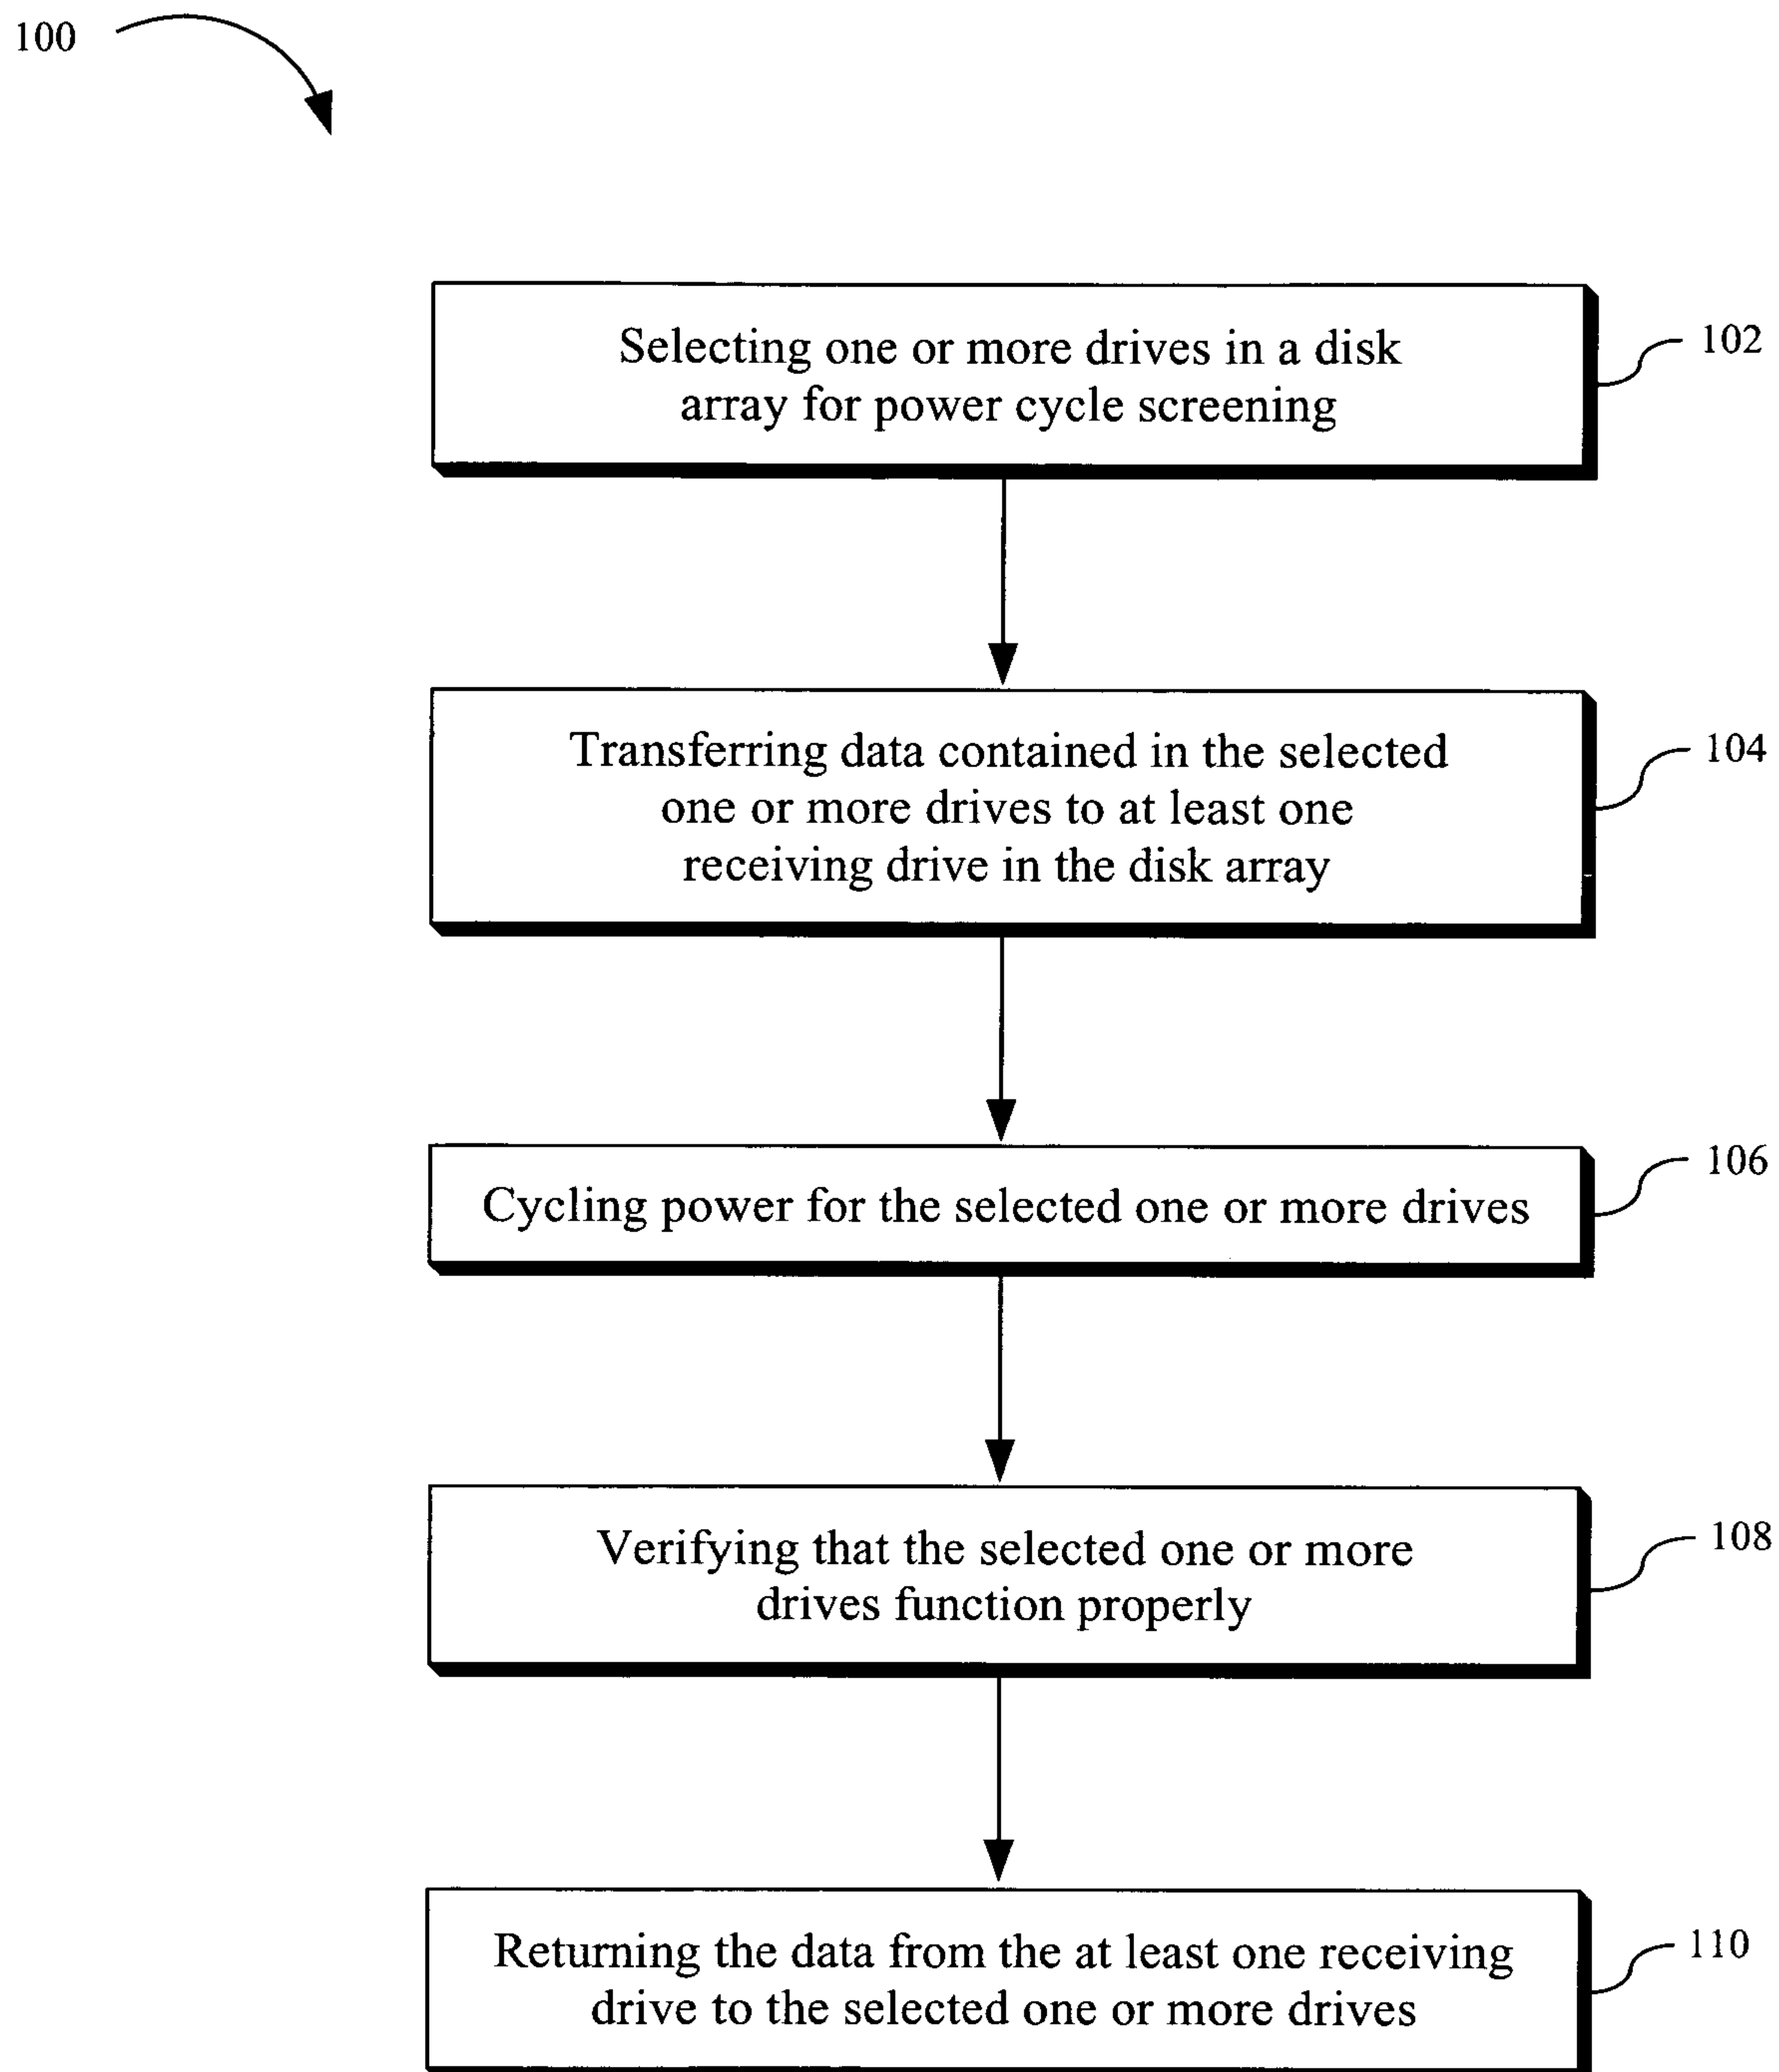 100
Selecting one or more drives in a disk
array for power cycle screening
102
Transferring data contained in the selected
one or more drives to at least one
receiving drive in the disk array
104
Cycling power for the selected one or more drives
106
Verifying that the selected one or more
drives function properly
108
Returning the data from the at least one receiving
drive to the selected one or more drives
110